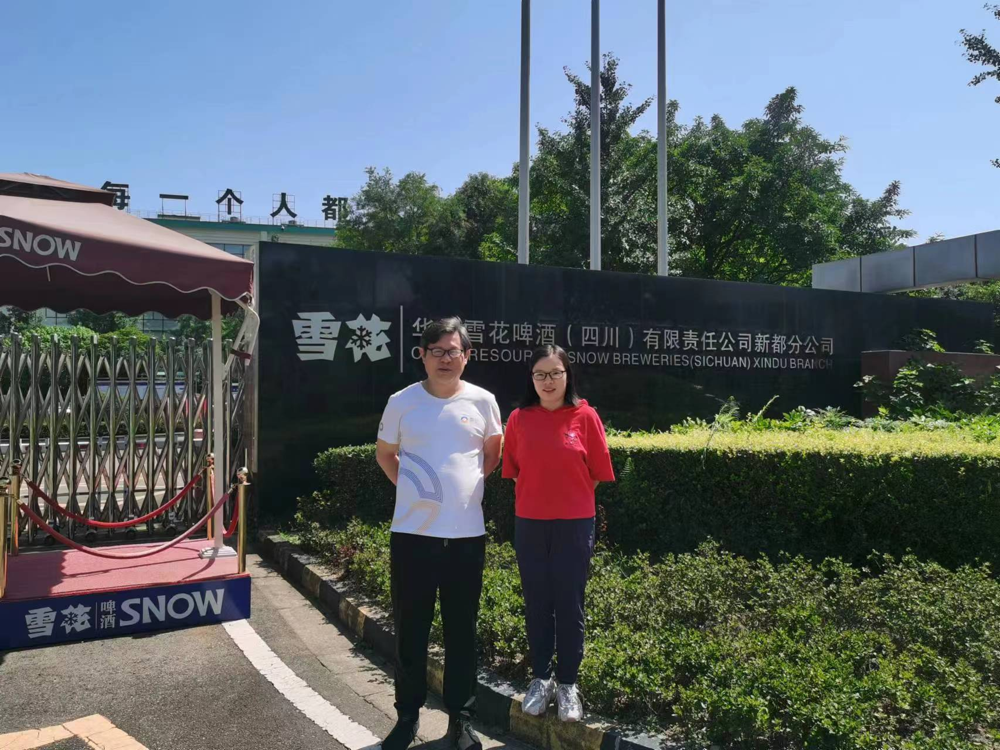 每一个人都
SNOW
雪花
华 雪花啤酒（四川）有限责任公司新都分公司
RESOUR SNOW BREWERIES(SICHUAN) XINDU BRANCH
雪花 啤酒 SNOW